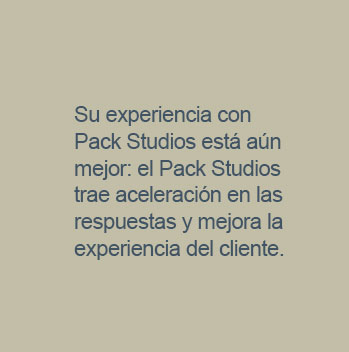 Su experiencia con
Pack Studios está aún
mejor: el Pack Studios
trae aceleración en las
respuestas y mejora la
experiencia del cliente.